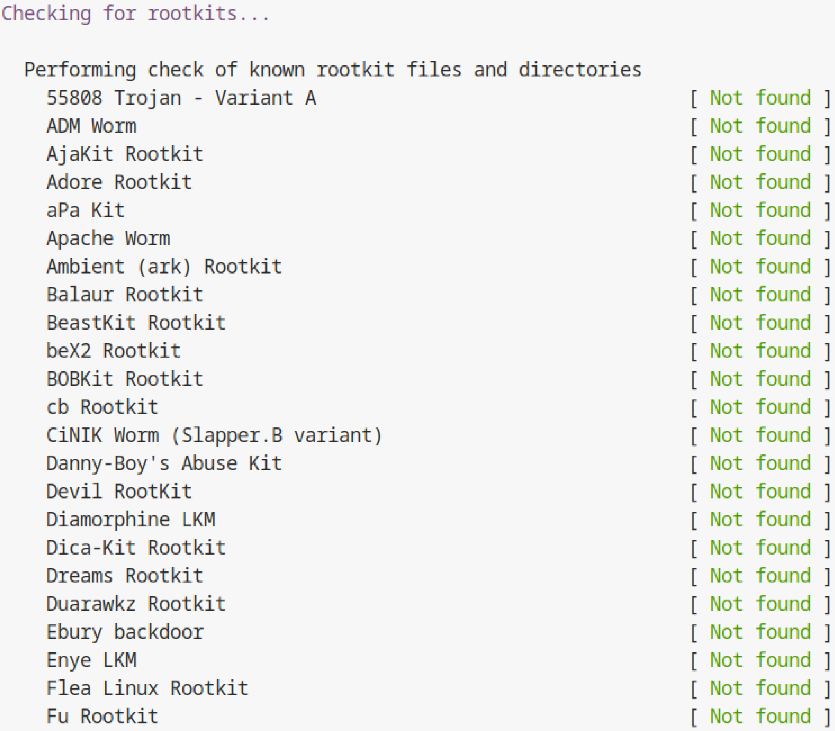 Checking for rootkits...
Performing check of known rootkit files and directories
55808 Trojan - Variant A [ Not found ]
ADM Worm [ Not found ]
AjaKit Rootkit [ Not found ]
Adore Rootkit [ Not found ]
aPa Kit [ Not found ]
Apache Worm [ Not found ]
Ambient (ark) Rootkit [ Not found ]
Balaur Rootkit [ Not found ]
BeastKit Rootkit [ Not found ]
beX2 Rootkit [ Not found ]
BOBKit Rootkit [ Not found ]
cb Rootkit [ Not found ]
CiNIK Worm (Slapper.B variant) [ Not found ]
Danny-Boy's Abuse Kit [ Not found ]
Devil RootKit [ Not found ]
Diamorphine LKM [ Not found ]
Dica-Kit Rootkit [ Not found ]
Dreams Rootkit [ Not found ]
Duarawkz Rootkit [ Not found ]
Ebury backdoor [ Not found ]
Enye LKM [ Not found ]
Flea Linux Rootkit [ Not found ]
Fu Rootkit [ Not found ]